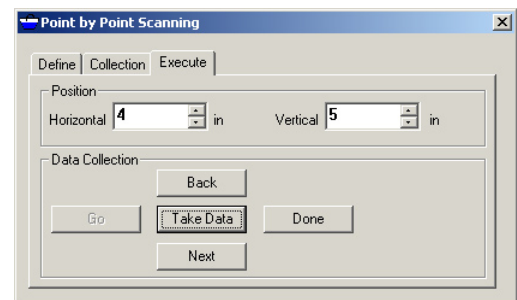 Point by Point Scanning
Define Collection Execute
Position
Horizontal 4 in Vertical 5 in
Data Collection
Back
Go Take Data Done
Next